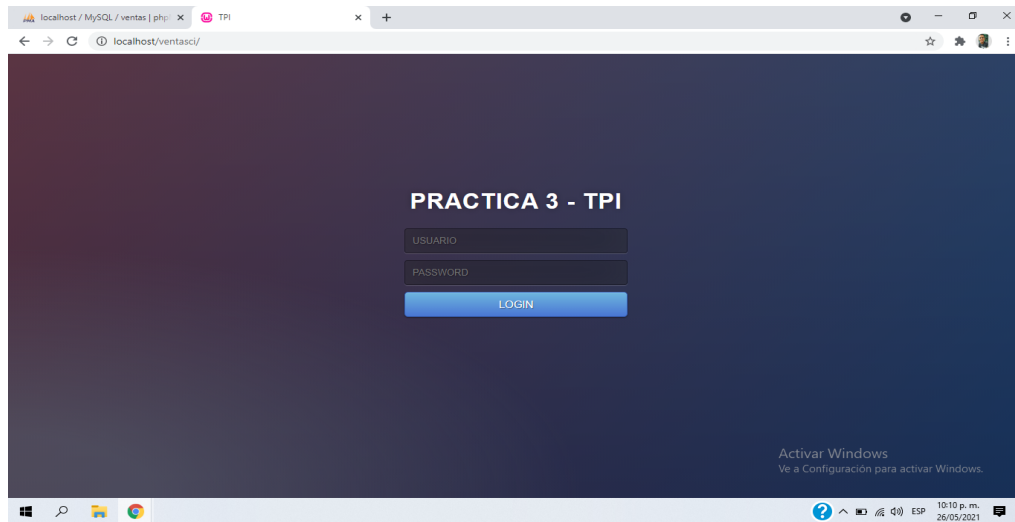 localhost / MySQL / ventas | php
TPI
localhost/ventasci/
PRACTICA 3 - TPI
USUARIO
PASSWORD
LOGIN
Activar Windows
Ve a Configuración para activar Windows.
ESP
10:10 p. m.
26/05/2021